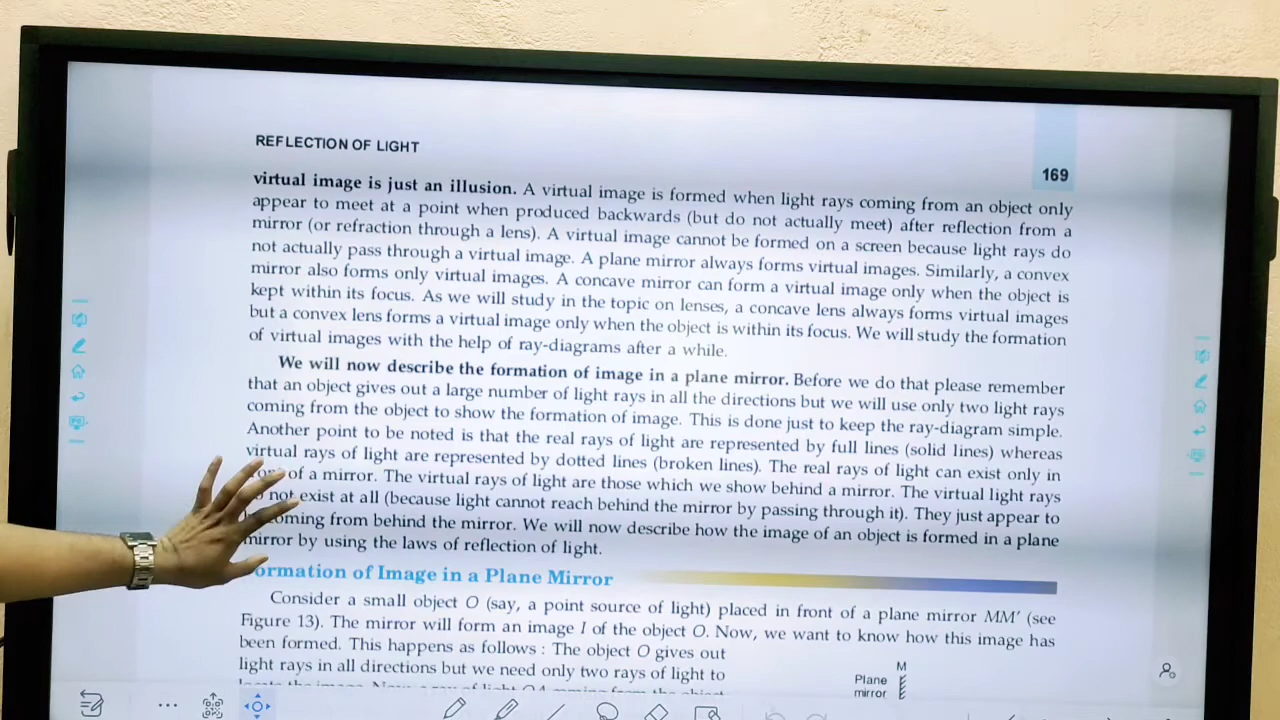 REFLECTION OF LIGHT
169
virtual image is just an illusion. A virtual image is formed when light rays coming from an object only
appear to meet at a point when produced backwards (but do not actually meet) after reflection from a
mirror (or refraction through a lens). A virtual image cannot be formed on a screen because light rays do
not actually pass through a virtual image. A plane mirror always forms virtual images. Similarly, a convex
mirror also forms only virtual images. A concave mirror can form a virtual image only when the object is
kept within its focus. As we will study in the topic on lenses, a concave lens always forms virtual images
but a convex lens forms a virtual image only when the object is within its focus. We will study the formation
of virtual images with the help of ray-diagrams after a while.
We will now describe the formation of image in a plane mirror. Before we do that please remember
that an object gives out a large number of light rays in all the directions but we will use only two light rays
coming from the object to show the formation of image. This is done just to keep the ray-diagram simple.
Another point to be noted is that the real rays of light are represented by full lines (solid lines) whereas
virtual rays of light are represented by dotted lines (broken lines). The real rays of light can exist only in
of a mirror. The virtual rays of light are those which we show behind a mirror. The virtual light rays
not exist at all (because light cannot reach behind the mirror by passing through it). They just appear to
coming from behind the mirror. We will now describe how the image of an object is formed in a plane
mirror by using the laws of reflection of light.
Formation of Image in a Plane Mirror
Consider a small object O (say, a point source of light) placed in front of a plane mirror MM′ (see
Figure 13). The mirror will form an image I of the object O. Now, we want to know how this image has
been formed. This happens as follows : The object O gives out
light rays in all directions but we need only two rays of light to
M
Plane
mirror